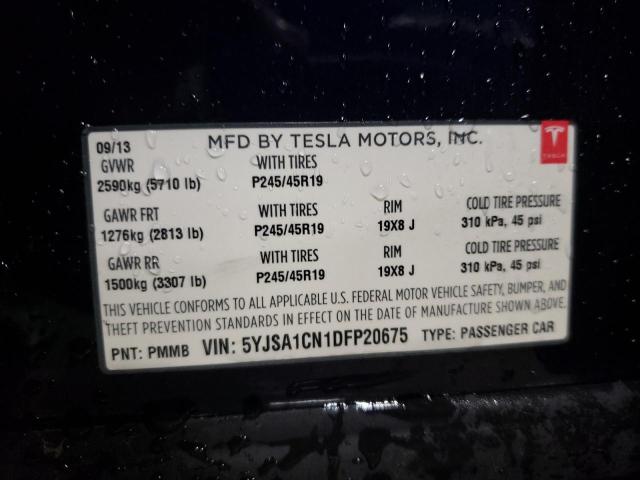 09/13 MFD BY TESLA MOTORS, INC.
TESLA
GVWR WITH TIRES
2590kg (5710 lb) P245/45R19
GAWR FRT WITH TIRES RIM COLD TIRE PRESSURE
1276kg (2813 lb) P245/45R19 19X8 J 310 kPa, 45 psi
GAWR RR WITH TIRES RIM COLD TIRE PRESSURE
1500kg (3307 lb) P245/45R19 19X8 J 310 kPa, 45 psi
THIS VEHICLE CONFORMS TO ALL APPLICABLE U.S. FEDERAL MOTOR VEHICLE SAFETY, BUMPER, AND
THEFT PREVENTION STANDARDS IN EFFECT ON THE DATE OF MANUFACTURE SHOWN ABOVE.
PNT: PMMB VIN: 5YJSA1CN1DFP20675 TYPE: PASSENGER CAR